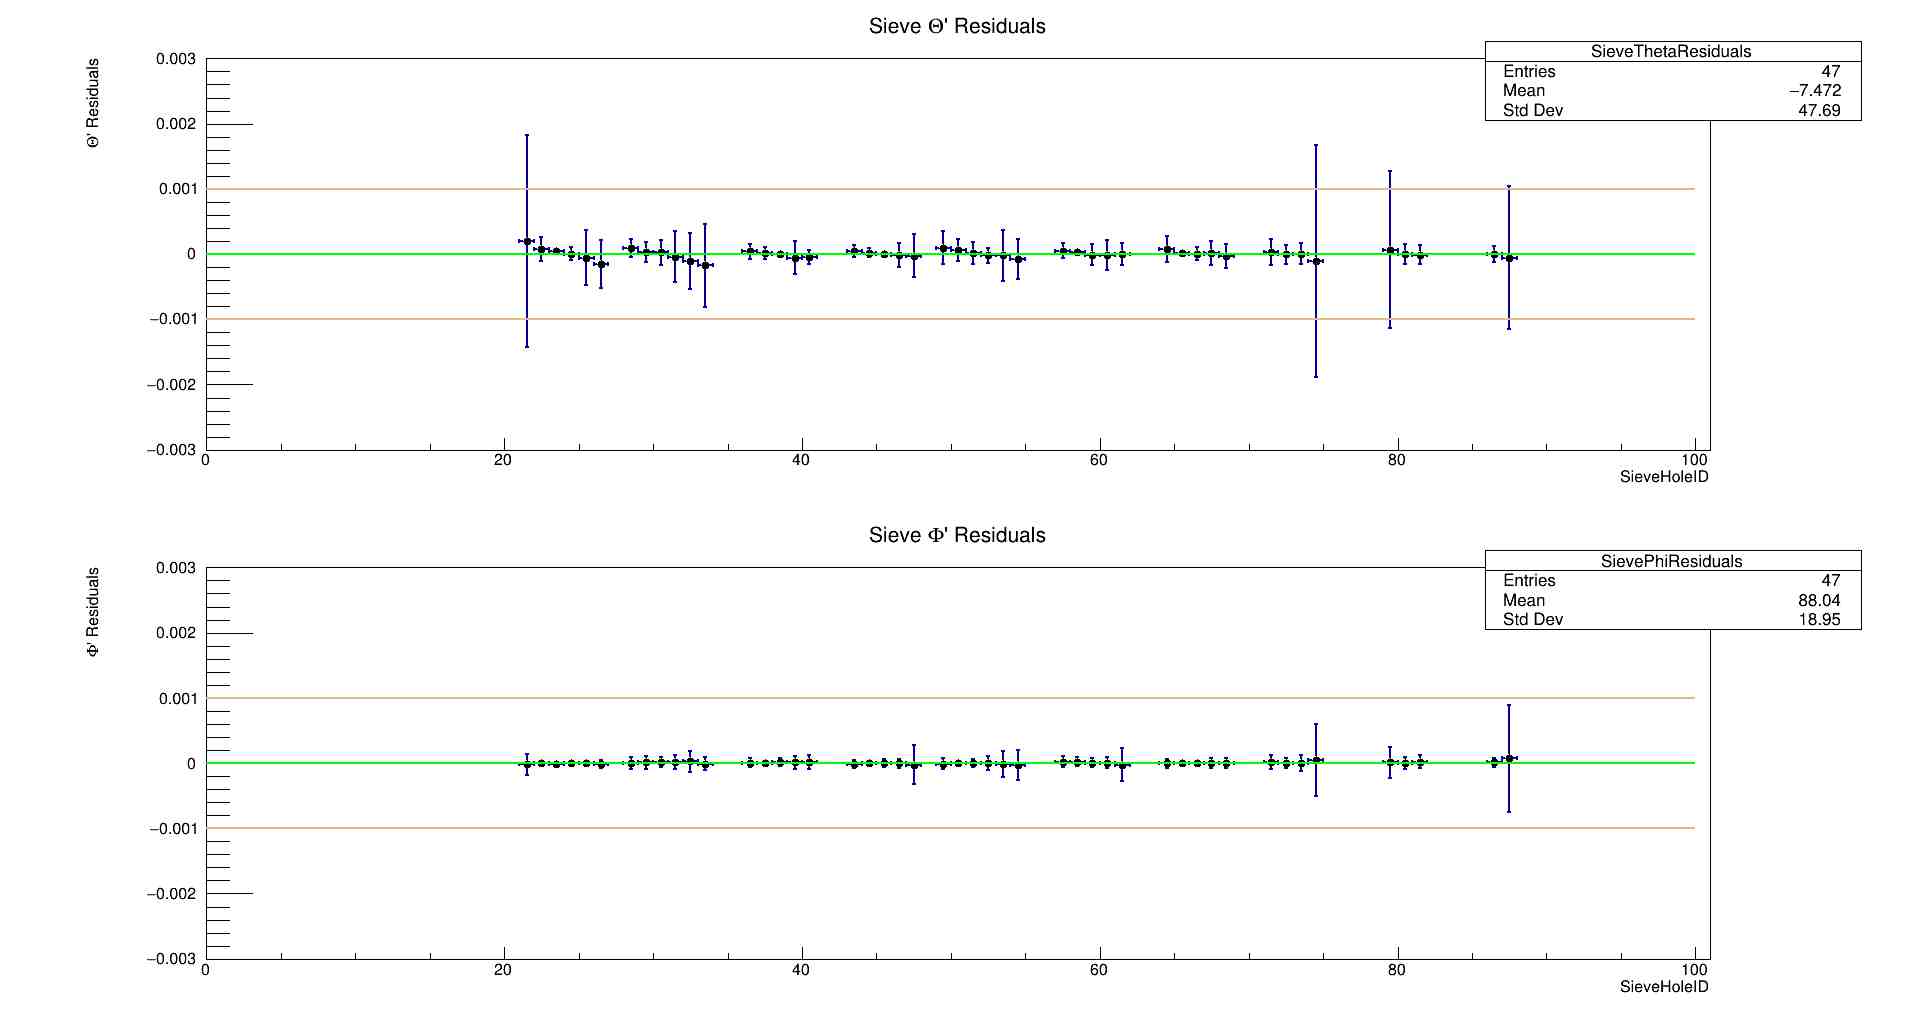 Sieve Θ' Residuals
SieveThetaResiduals
Entries 47
Mean −7.472
Std Dev 47.69
Θ' Residuals
0.003
0.002
0.001
0
−0.001
−0.002
−0.003
0 20 40 60 80 100
SieveHoleID
Sieve Φ' Residuals
SievePhiResiduals
Entries 47
Mean 88.04
Std Dev 18.95
Φ' Residuals
0.003
0.002
0.001
0
−0.001
−0.002
−0.003
0 20 40 60 80 100
SieveHoleID